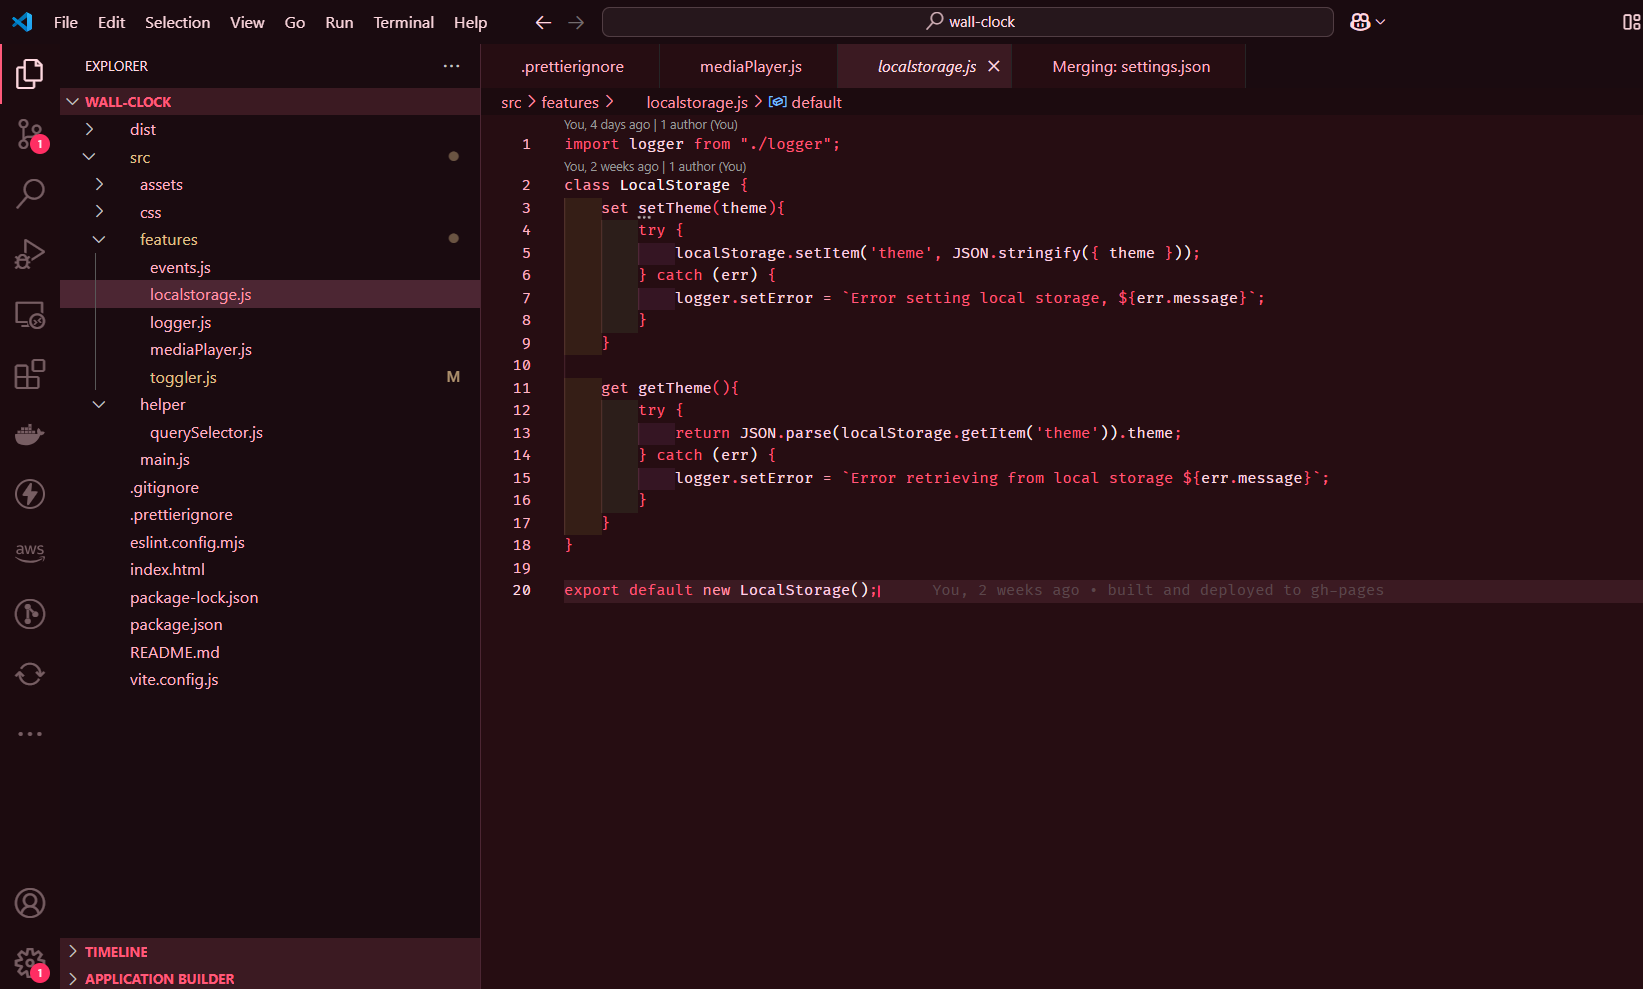 File Edit Selection View Go Run Terminal Help wall-clock
EXPLORER
WALL-CLOCK
dist
src
assets
css
features
events.js
localstorage.js
logger.js
mediaPlayer.js
toggler.js M
helper
querySelector.js
main.js
.gitignore
.prettierignore
eslint.config.mjs
index.html
package-lock.json
package.json
README.md
vite.config.js
TIMELINE
APPLICATION BUILDER
1
aws
1
.prettierignore mediaPlayer.js localstorage.js Merging: settings.json
src > features > localstorage.js > default
You, 4 days ago | 1 author (You)
1 import logger from "./logger";
You, 2 weeks ago | 1 author (You)
2 class LocalStorage {
3 set setTheme(theme){
4 try {
5 localStorage.setItem('theme', JSON.stringify({ theme }));
6 } catch (err) {
7 logger.setError = `Error setting local storage, ${err.message}`;
8 }
9 }
10
11 get getTheme(){
12 try {
13 return JSON.parse(localStorage.getItem('theme')).theme;
14 } catch (err) {
15 logger.setError = `Error retrieving from local storage ${err.message}`;
16 }
17 }
18 }
19
20 export default new LocalStorage(); You, 2 weeks ago • built and deployed to gh-pages